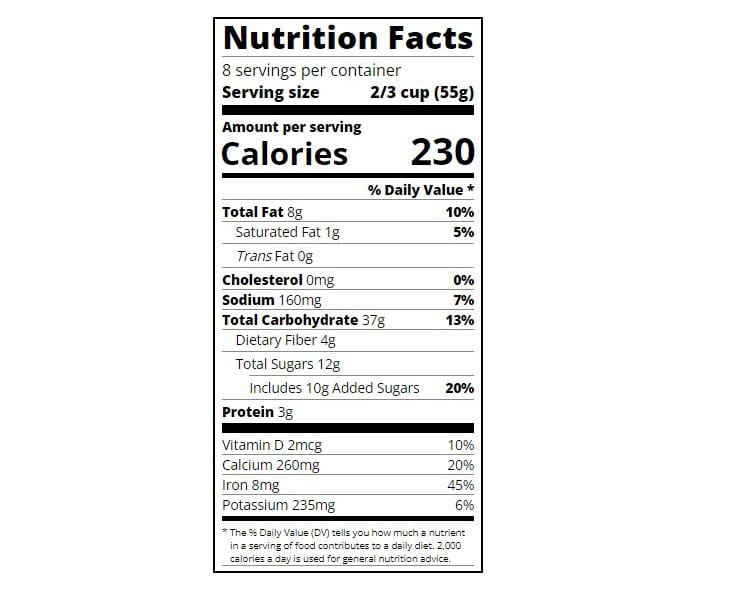 Nutrition Facts
8 servings per container
Serving size 2/3 cup (55g)
Amount per serving
Calories 230
% Daily Value *
Total Fat 8g 10%
Saturated Fat 1g 5%
Trans Fat 0g
Cholesterol 0mg 0%
Sodium 160mg 7%
Total Carbohydrate 37g 13%
Dietary Fiber 4g
Total Sugars 12g
Includes 10g Added Sugars 20%
Protein 3g
Vitamin D 2mcg 10%
Calcium 260mg 20%
Iron 8mg 45%
Potassium 235mg 6%
* The % Daily Value (DV) tells you how much a nutrient
in a serving of food contributes to a daily diet. 2,000
calories a day is used for general nutrition advice.